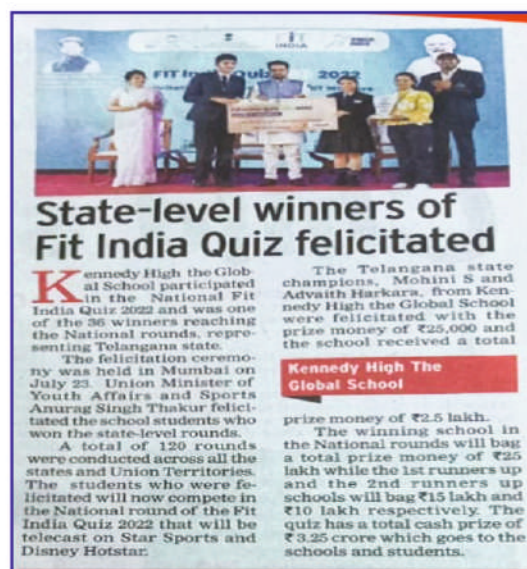 INDIA
FIT India Quiz 2022
State-level winners of
Fit India Quiz felicitated
Kennedy High the Glob-
al School participated
in the National Fit
India Quiz 2022 and was one
of the 36 winners reaching
the National rounds, repre-
senting Telangana state.
The felicitation ceremo-
ny was held in Mumbai on
July 23. Union Minister of
Youth Affairs and Sports
Anurag Singh Thakur felici-
tated the school students who
won the state-level rounds.
A total of 120 rounds
were conducted across all the
states and Union Territories.
The students who were fe-
licitated will now compete in
the National round of the Fit
India Quiz 2022 that will be
telecast on Star Sports and
Disney Hotstar.
The Telangana state
champions, Mohini S and
Advaith Harkara, from Ken-
nedy High the Global School
were felicitated with the
prize money of ₹25,000 and
the school received a total
Kennedy High The
Global School
prize money of ₹2.5 lakh.
The winning school in
the National rounds will bag
a total prize money of ₹25
lakh while the 1st runners up
and the 2nd runners up
schools will bag ₹15 lakh and
₹10 lakh respectively. The
quiz has a total cash prize of
₹ 3.25 crore which goes to the
schools and students.